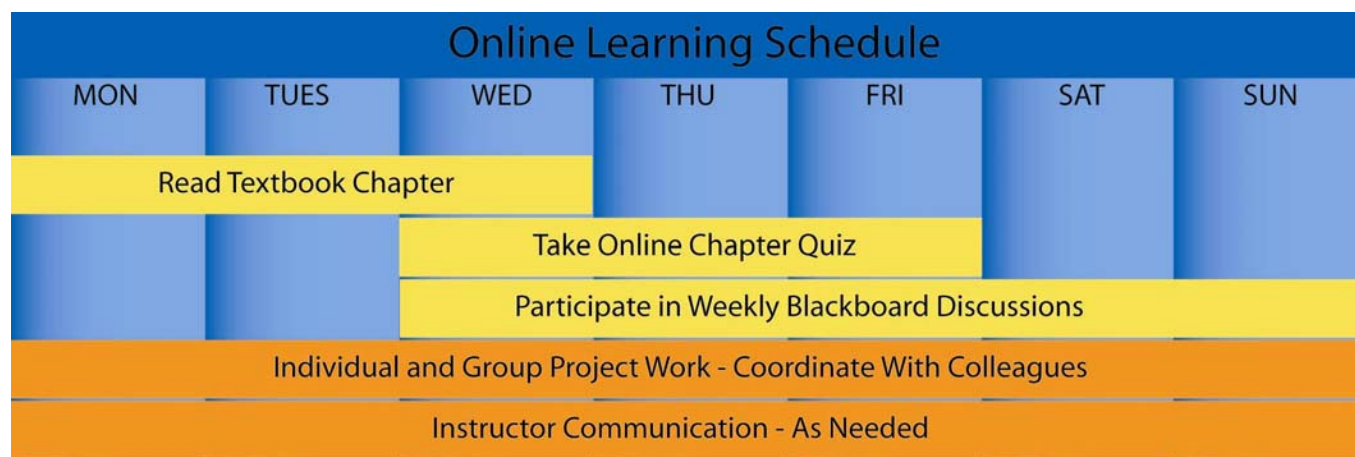 Online Learning Schedule
MON TUES WED THU FRI SAT SUN
Read Textbook Chapter
Take Online Chapter Quiz
Participate in Weekly Blackboard Discussions
Individual and Group Project Work - Coordinate With Colleagues
Instructor Communication - As Needed